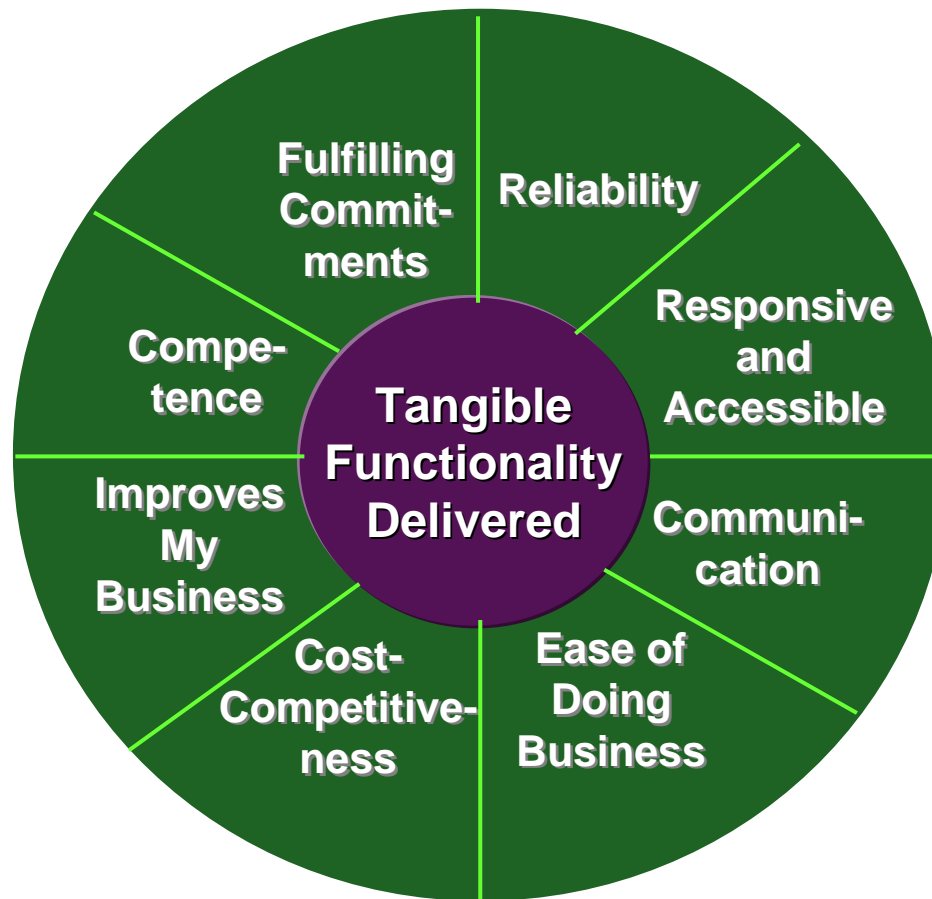 Fulfilling
Commit-
ments
Reliability
Responsive
and
Accessible
Compe-
tence
Tangible
Functionality
Delivered
Improves
My
Business
Communi-
cation
Cost-
Competitive-
ness
Ease of
Doing
Business